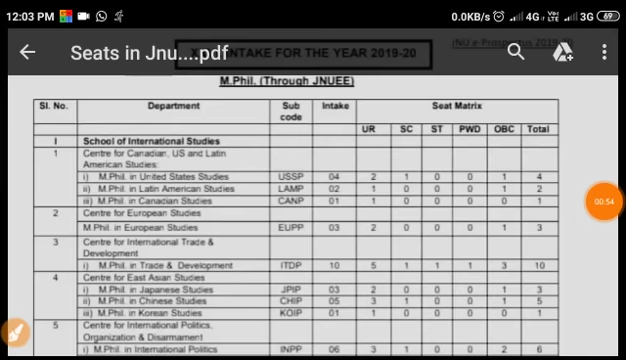 12:03 PM
0.0KB/s 4G VoLTE 3G 69
Seats in Jnu....pdf
INTAKE FOR THE YEAR 2019-20
JNU e-Prospectus 2019-20
M.Phil. (Through JNUEE)
Sl. No. Department Sub code Intake Seat Matrix
UR SC ST PWD OBC Total
I School of International Studies
1 Centre for Canadian, US and Latin
American Studies:
i) M.Phil. in United States Studies USSP 04 2 1 0 0 1 4
ii) M.Phil. in Latin American Studies LAMP 02 1 0 0 0 1 2
iii) M.Phil. in Canadian Studies CANP 01 1 0 0 0 0 1
2 Centre for European Studies
M.Phil. in European Studies EUPP 03 2 0 0 0 1 3
3 Centre for International Trade &
Development
i) M.Phil. in Trade & Development ITDP 10 5 1 1 1 3 10
4 Centre for East Asian Studies
i) M.Phil. in Japanese Studies JPIP 03 2 0 0 0 1 3
ii) M.Phil. in Chinese Studies CHIP 05 3 1 0 0 1 5
iii) M.Phil. in Korean Studies KOIP 01 1 0 0 0 0 1
5 Centre for International Politics,
Organization & Disarmament
i) M.Phil. in International Politics INPP 06 3 1 0 0 2 6
00:54